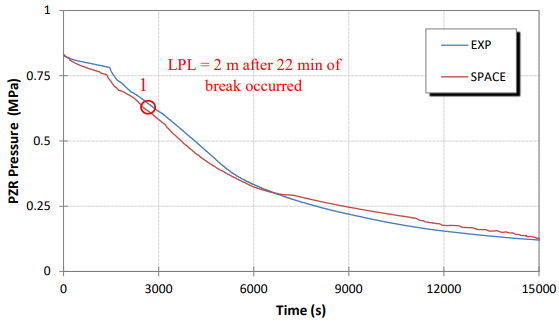 1
EXP
SPACE
LPL = 2 m after 22 min of
break occurred
1
0.75
0.5
0.25
0
PZR Pressure (MPa)
0 3000 6000 9000 12000 15000
Time (s)